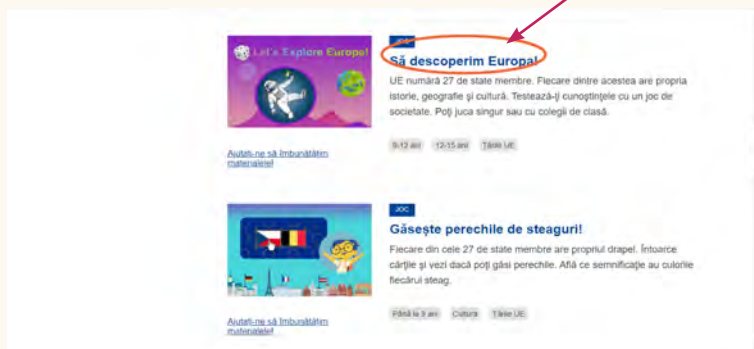 Let's Explore Europe!
JOC
Să descoperim Europa!
UE numără 27 de state membre. Fiecare dintre acestea are propria
istorie, geografie și cultură. Testează-ți cunoștințele cu un joc de
societate. Poți juca singur sau cu colegii de clasă.
Ajutați-ne să îmbunătățim
materialele!
9-12 ani 12-15 ani Țările UE
JOC
Găsește perechile de steaguri!
Fiecare din cele 27 de state membre are propriul drapel. Întoarce
cărțile și vezi dacă poți găsi perechile. Află ce semnificație au culorile
fiecărui steag.
Ajutați-ne să îmbunătățim
materialele!
Până la 9 ani Cultura Țările UE